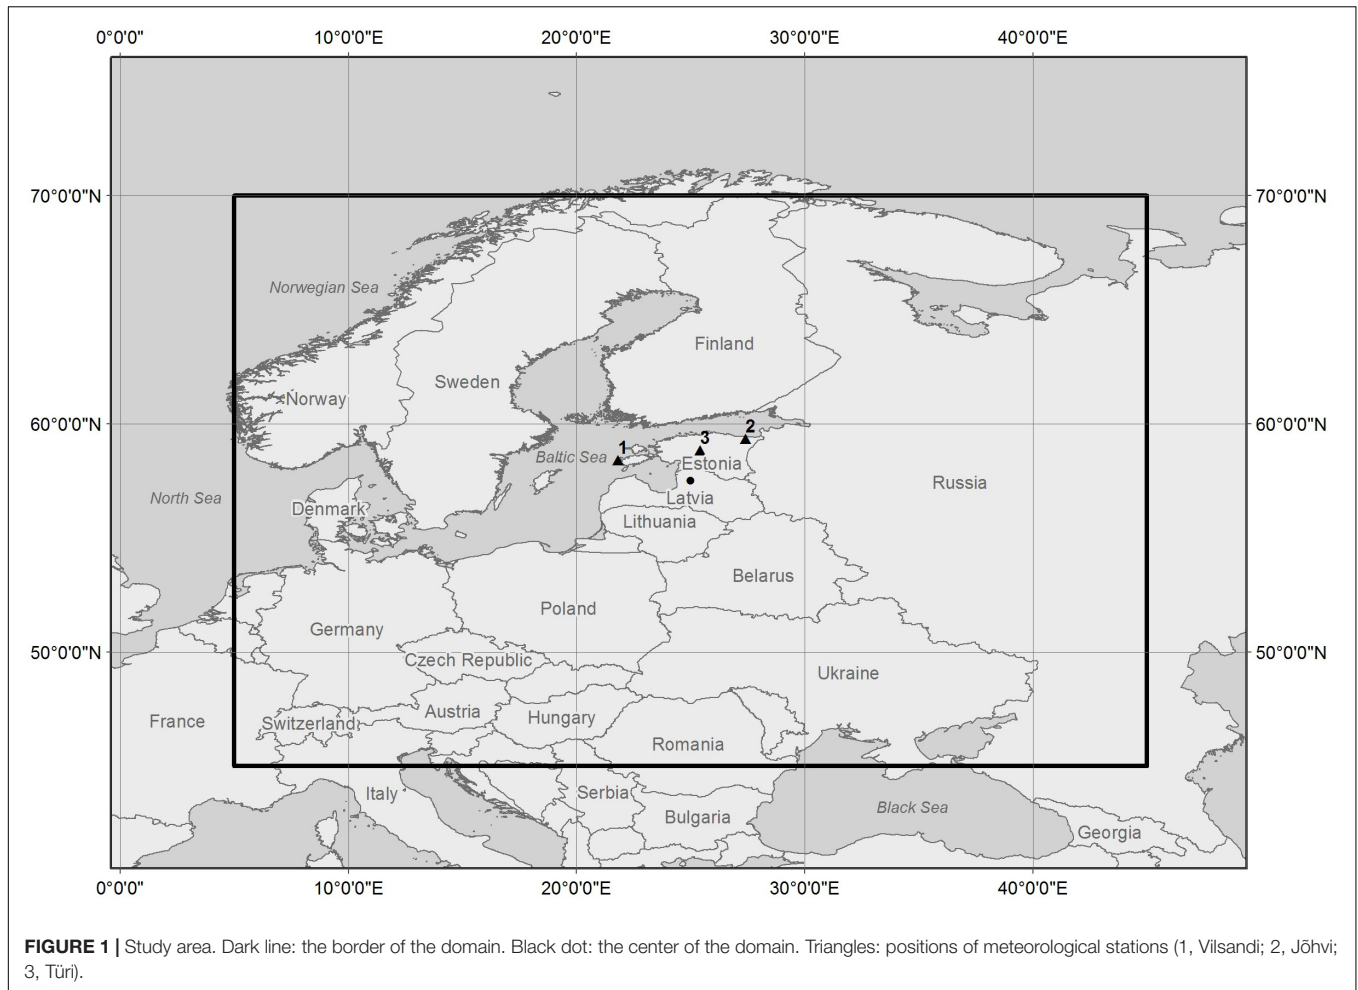 0°0'0" 10°0'0"E 20°0'0"E 30°0'0"E 40°0'0"E
70°0'0"N 70°0'0"N
Norwegian Sea
Finland
Sweden
Norway
60°0'0"N 60°0'0"N
2
3
1
Baltic Sea
Estonia
Russia
North Sea
Latvia
Denmark
Lithuania
Belarus
Poland
Germany
50°0'0"N 50°0'0"N
Czech Republic
Ukraine
Austria
Hungary
France
Switzerland
Romania
Italy
Serbia
Black Sea
Bulgaria
Georgia
0°0'0" 10°0'0"E 20°0'0"E 30°0'0"E 40°0'0"E
FIGURE 1 | Study area. Dark line: the border of the domain. Black dot: the center of the domain. Triangles: positions of meteorological stations (1, Vilsandi; 2, Jõhvi;
3, Türi).